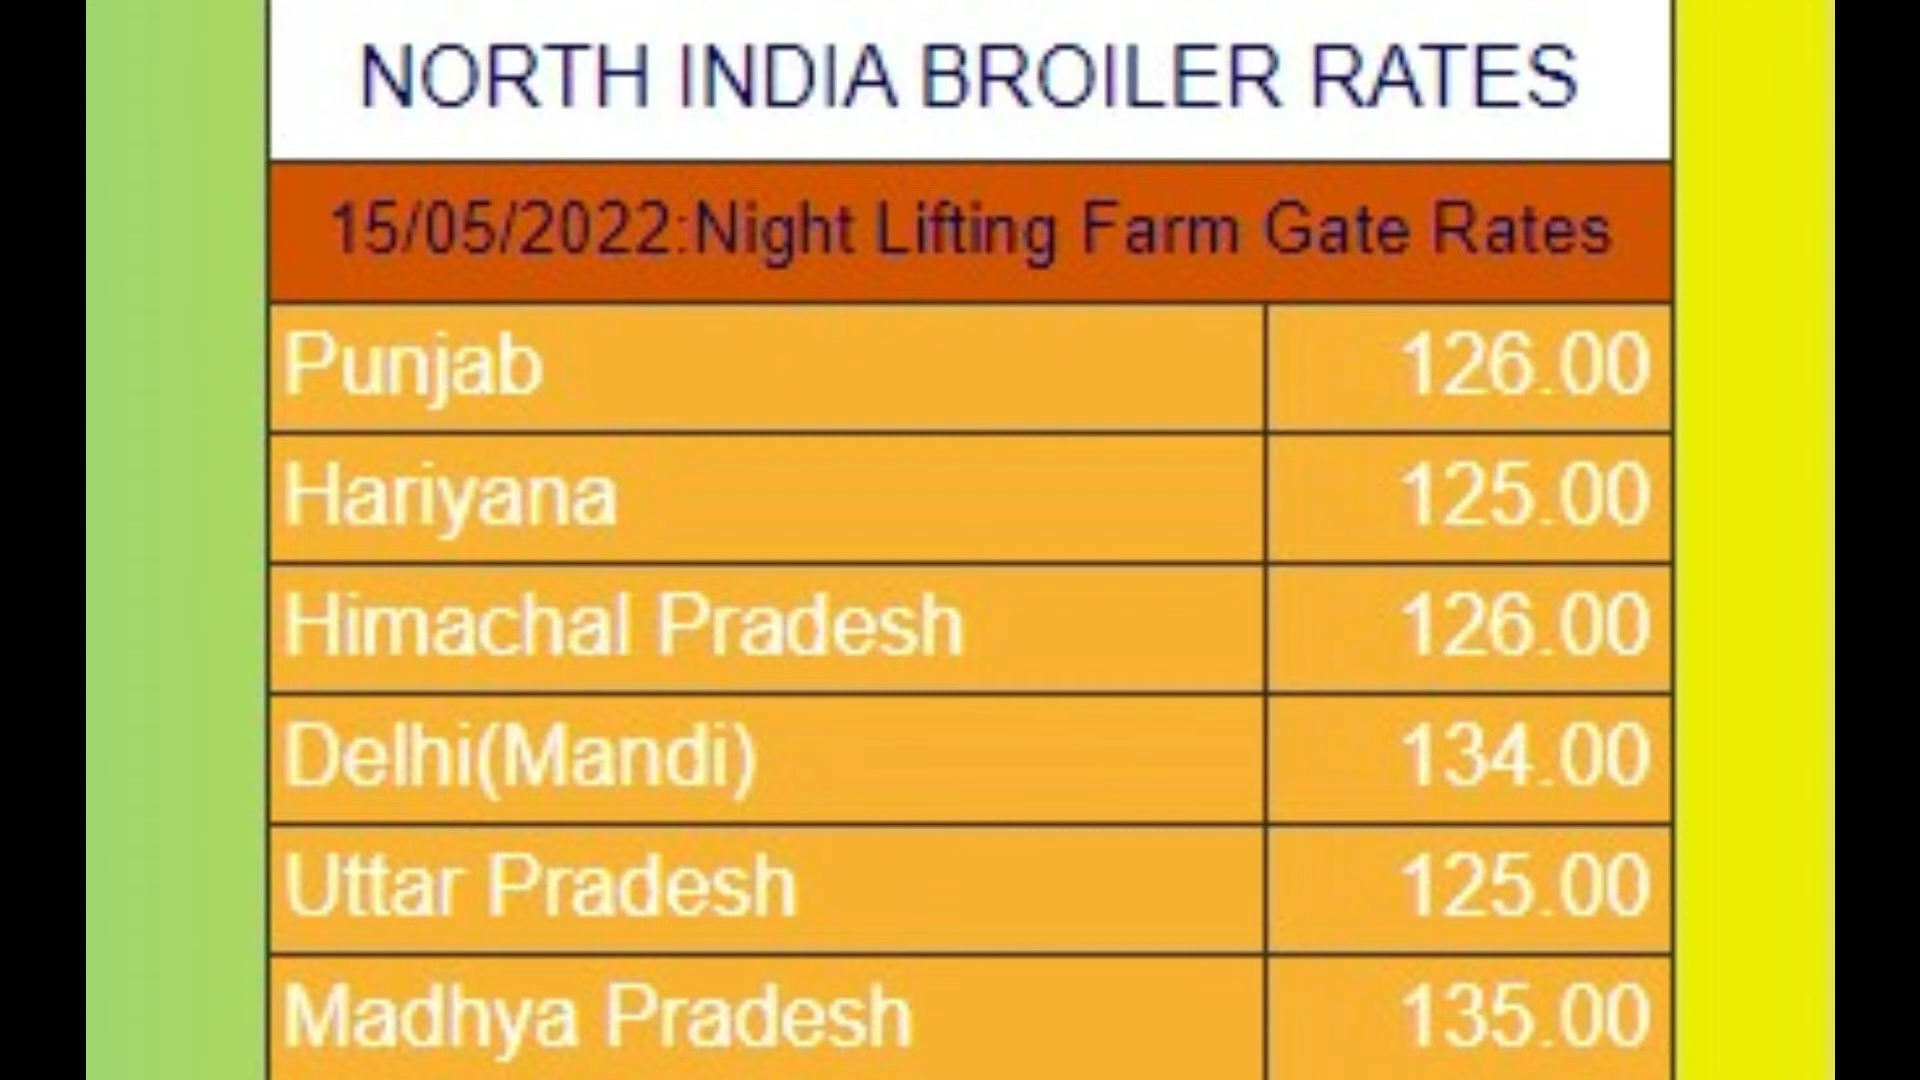 NORTH INDIA BROILER RATES
15/05/2022:Night Lifting Farm Gate Rates
Punjab 126.00
Hariyana 125.00
Himachal Pradesh 126.00
Delhi(Mandi) 134.00
Uttar Pradesh 125.00
Madhya Pradesh 135.00